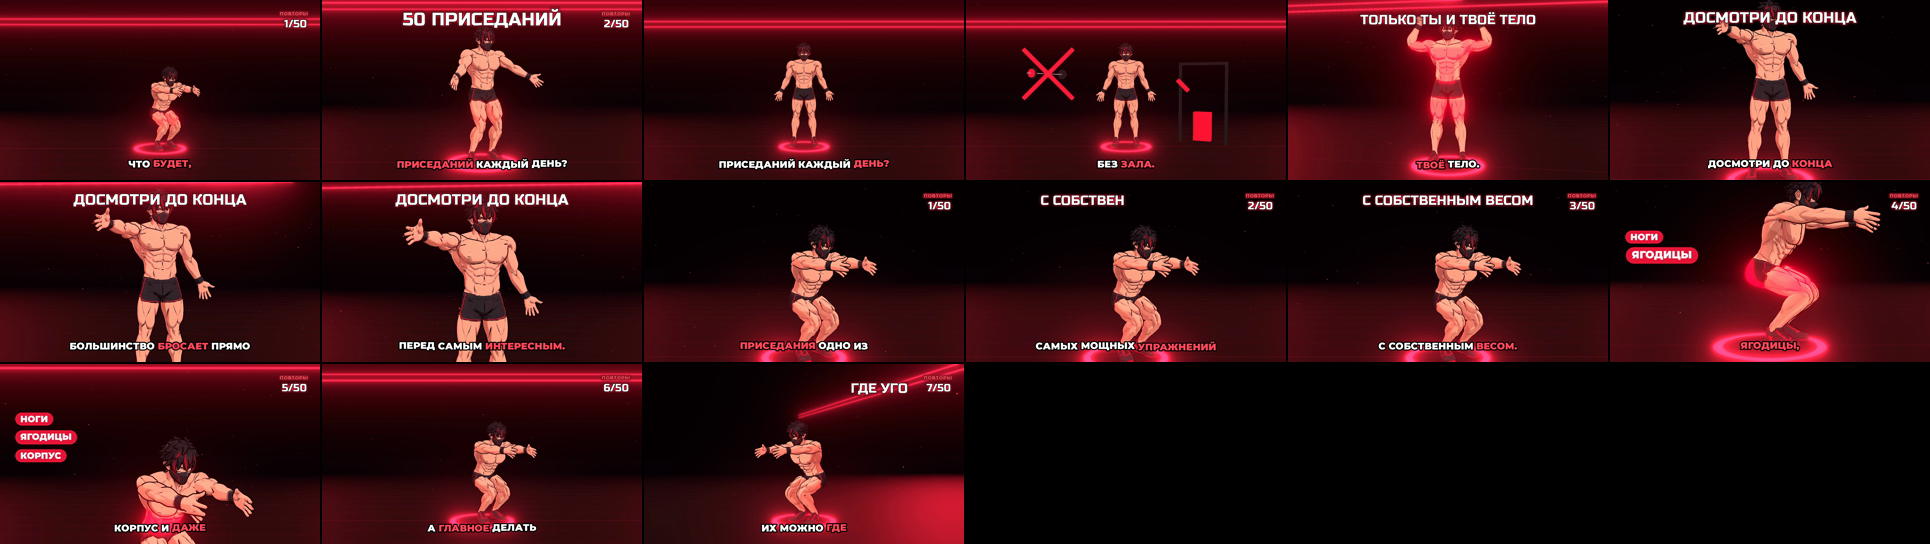 ПОВТОРЫ
1/50
ЧТО БУДЕТ,
50 ПРИСЕДАНИЙ
ПОВТОРЫ
2/50
ПРИСЕДАНИЙ КАЖДЫЙ ДЕНЬ?
ПРИСЕДАНИЙ КАЖДЫЙ ДЕНЬ?
БЕЗ ЗАЛА.
ТОЛЬКО ТЫ И ТВОЁ ТЕЛО
ТВОЁ ТЕЛО.
ДОСМОТРИ ДО КОНЦА
ДОСМОТРИ ДО КОНЦА
ДОСМОТРИ ДО КОНЦА
БОЛЬШИНСТВО БРОСАЕТ ПРЯМО
ДОСМОТРИ ДО КОНЦА
ПЕРЕД САМЫМ ИНТЕРЕСНЫМ.
ПОВТОРЫ
1/50
ПРИСЕДАНИЯ ОДНО ИЗ
С СОБСТВЕН
ПОВТОРЫ
2/50
САМЫХ МОЩНЫХ УПРАЖНЕНИЙ
С СОБСТВЕННЫМ ВЕСОМ
ПОВТОРЫ
3/50
С СОБСТВЕННЫМ ВЕСОМ.
ПОВТОРЫ
4/50
НОГИ
ЯГОДИЦЫ
ЯГОДИЦЫ,
ПОВТОРЫ
5/50
НОГИ
ЯГОДИЦЫ
КОРПУС
КОРПУС И ДАЖЕ
ПОВТОРЫ
6/50
А ГЛАВНОЕ ДЕЛАТЬ
ГДЕ УГО
ПОВТОРЫ
7/50
ИХ МОЖНО ГДЕ